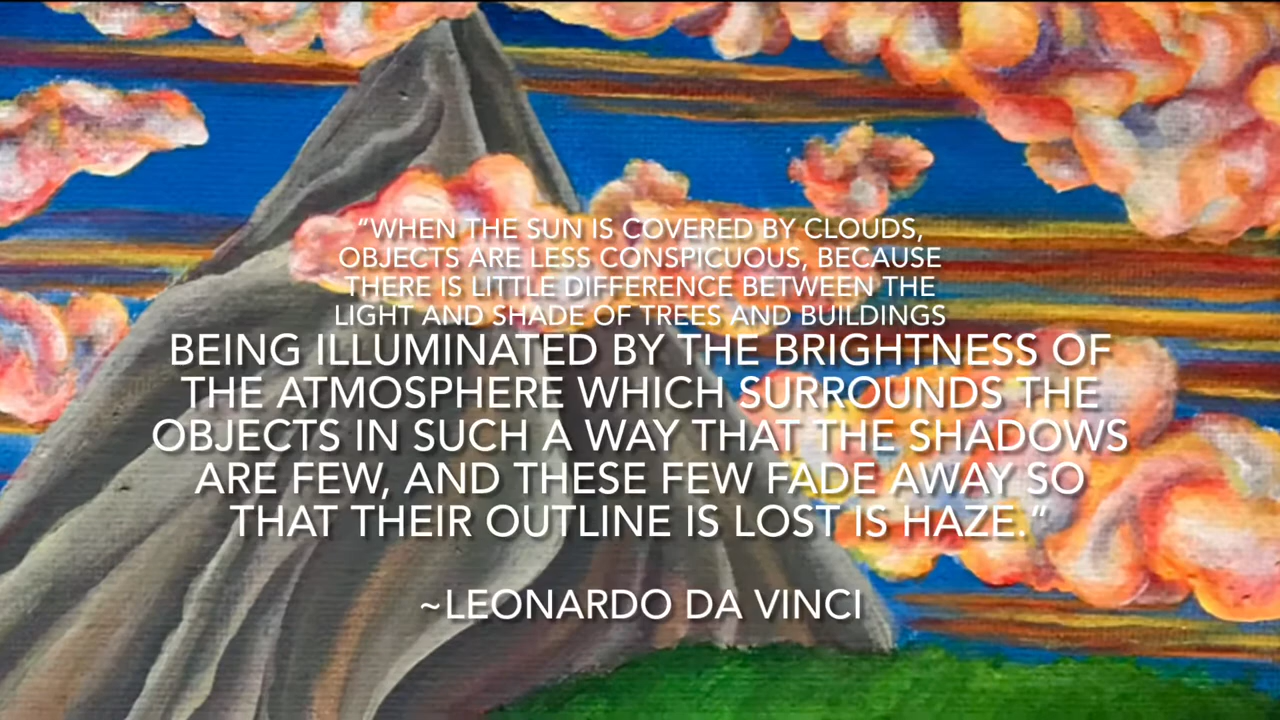 “WHEN THE SUN IS COVERED BY CLOUDS,
OBJECTS ARE LESS CONSPICUOUS, BECAUSE
THERE IS LITTLE DIFFERENCE BETWEEN THE
LIGHT AND SHADE OF TREES AND BUILDINGS
BEING ILLUMINATED BY THE BRIGHTNESS OF
THE ATMOSPHERE WHICH SURROUNDS THE
OBJECTS IN SUCH A WAY THAT THE SHADOWS
ARE FEW, AND THESE FEW FADE AWAY SO
THAT THEIR OUTLINE IS LOST IS HAZE.”
~LEONARDO DA VINCI